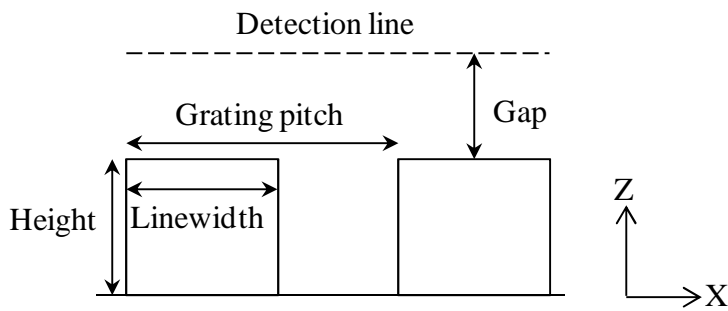 Detection line
Grating pitch
Gap
Height
Linewidth
Z
X